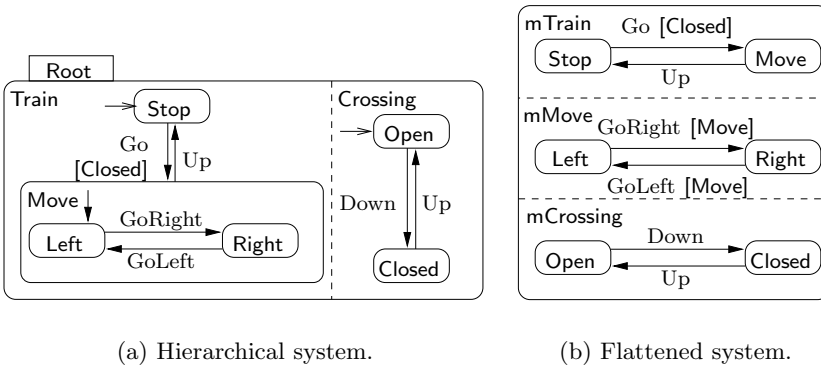 Root
Train
Stop
Go
[Closed]
Up
Move
Left
GoRight
GoLeft
Right
Crossing
Open
Down
Up
Closed
(a) Hierarchical system.
mTrain
Go [Closed]
Stop
Move
Up
mMove
GoRight [Move]
Left
Right
GoLeft [Move]
mCrossing
Down
Open
Closed
Up
(b) Flattened system.